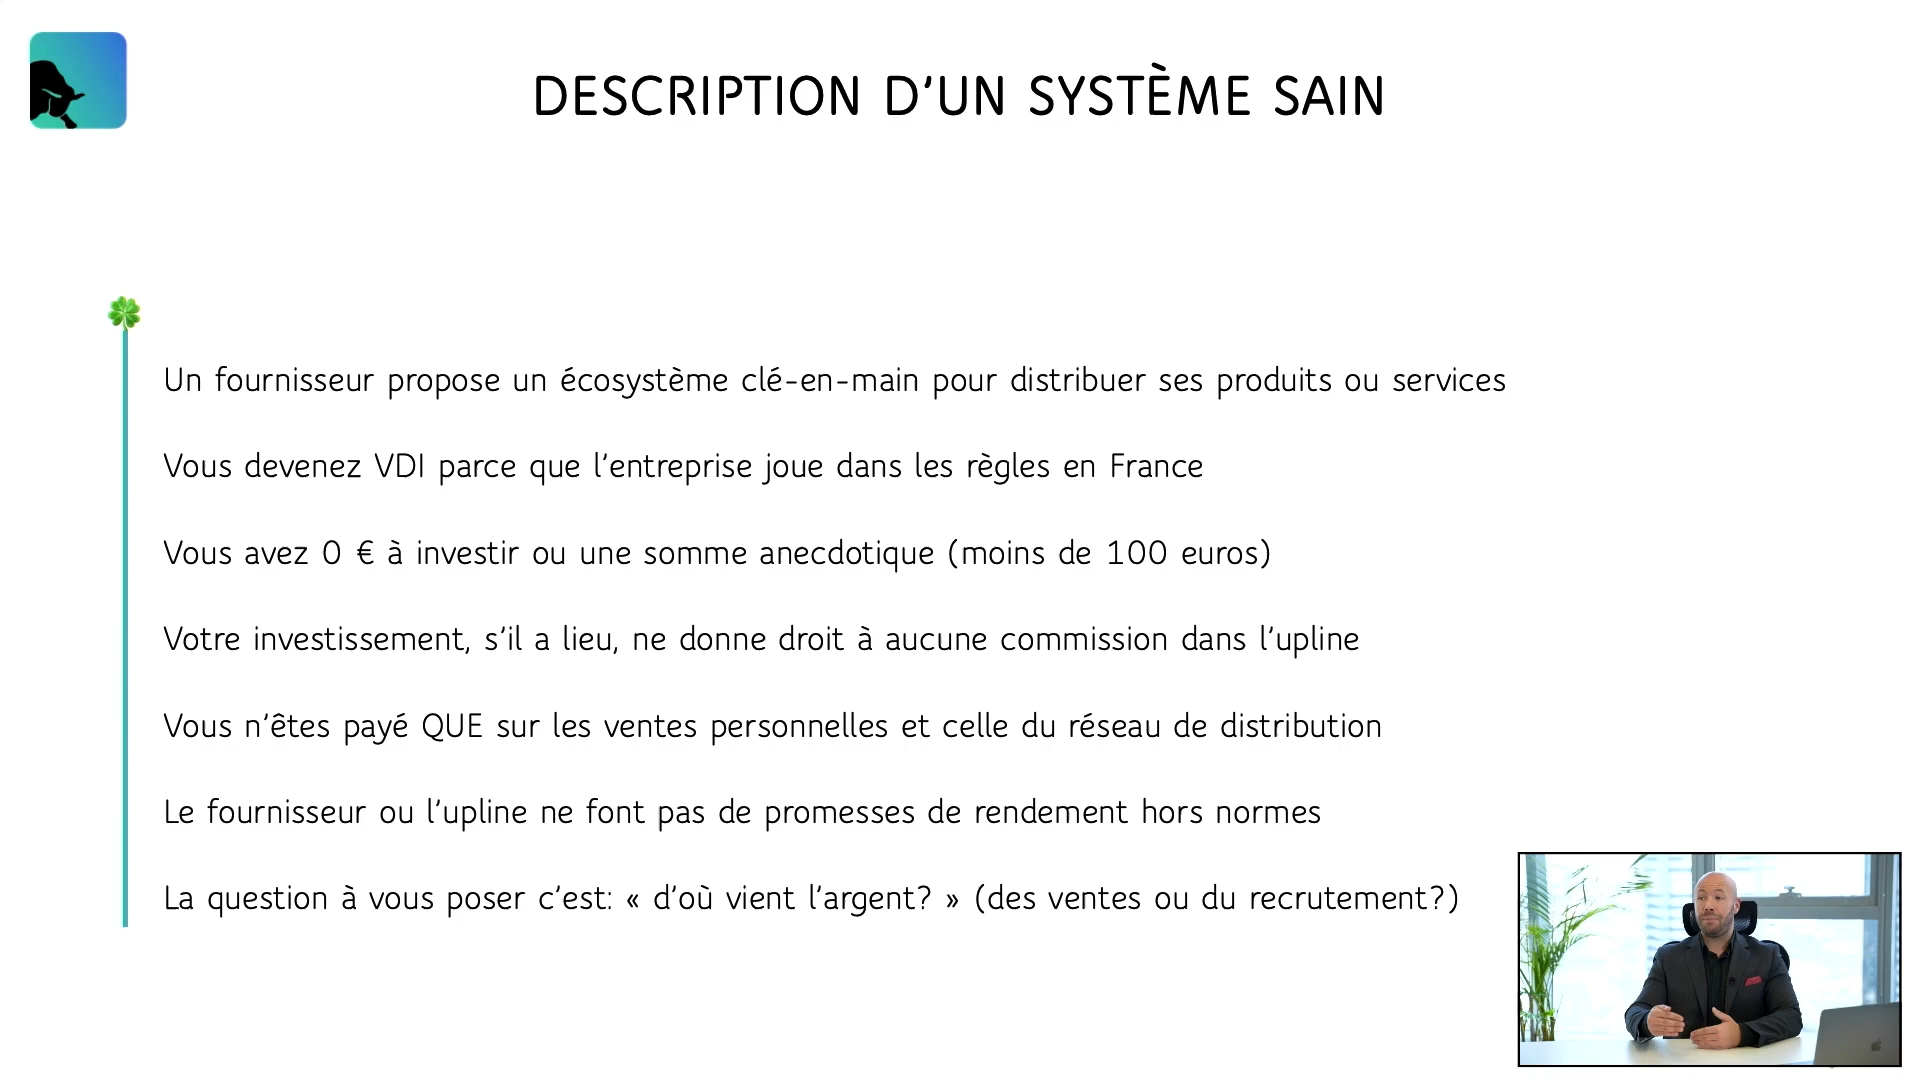 DESCRIPTION D'UN SYSTÈME SAIN
Un fournisseur propose un écosystème clé-en-main pour distribuer ses produits ou services
Vous devenez VDI parce que l'entreprise joue dans les règles en France
Vous avez 0 € à investir ou une somme anecdotique (moins de 100 euros)
Votre investissement, s'il a lieu, ne donne droit à aucune commission dans l'upline
Vous n'êtes payé QUE sur les ventes personnelles et celle du réseau de distribution
Le fournisseur ou l'upline ne font pas de promesses de rendement hors normes
La question à vous poser c'est: « d'où vient l'argent? » (des ventes ou du recrutement?)